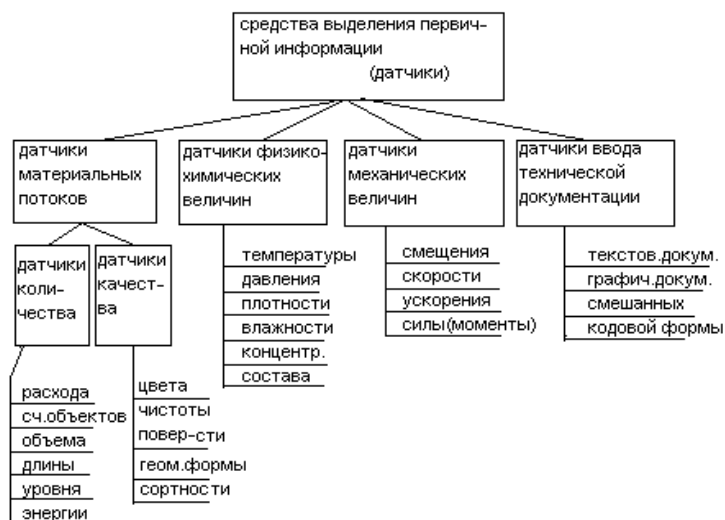 средства выделения первич-
ной информации
(датчики)
датчики
материальных
потоков
датчики физико-
химических
величин
датчики
механических
величин
датчики ввода
технической
документации
датчики
коли-
чества
датчики
качест-
ва
расхода
сч.объектов
объема
длины
уровня
энергии
цвета
чистоты
повер-сти
геом.формы
сортности
температуры
давления
плотности
влажности
концентр.
состава
смещения
скорости
ускорения
силы(моменты)
текстов.докум.
графич.докум.
смешанных
кодовой формы